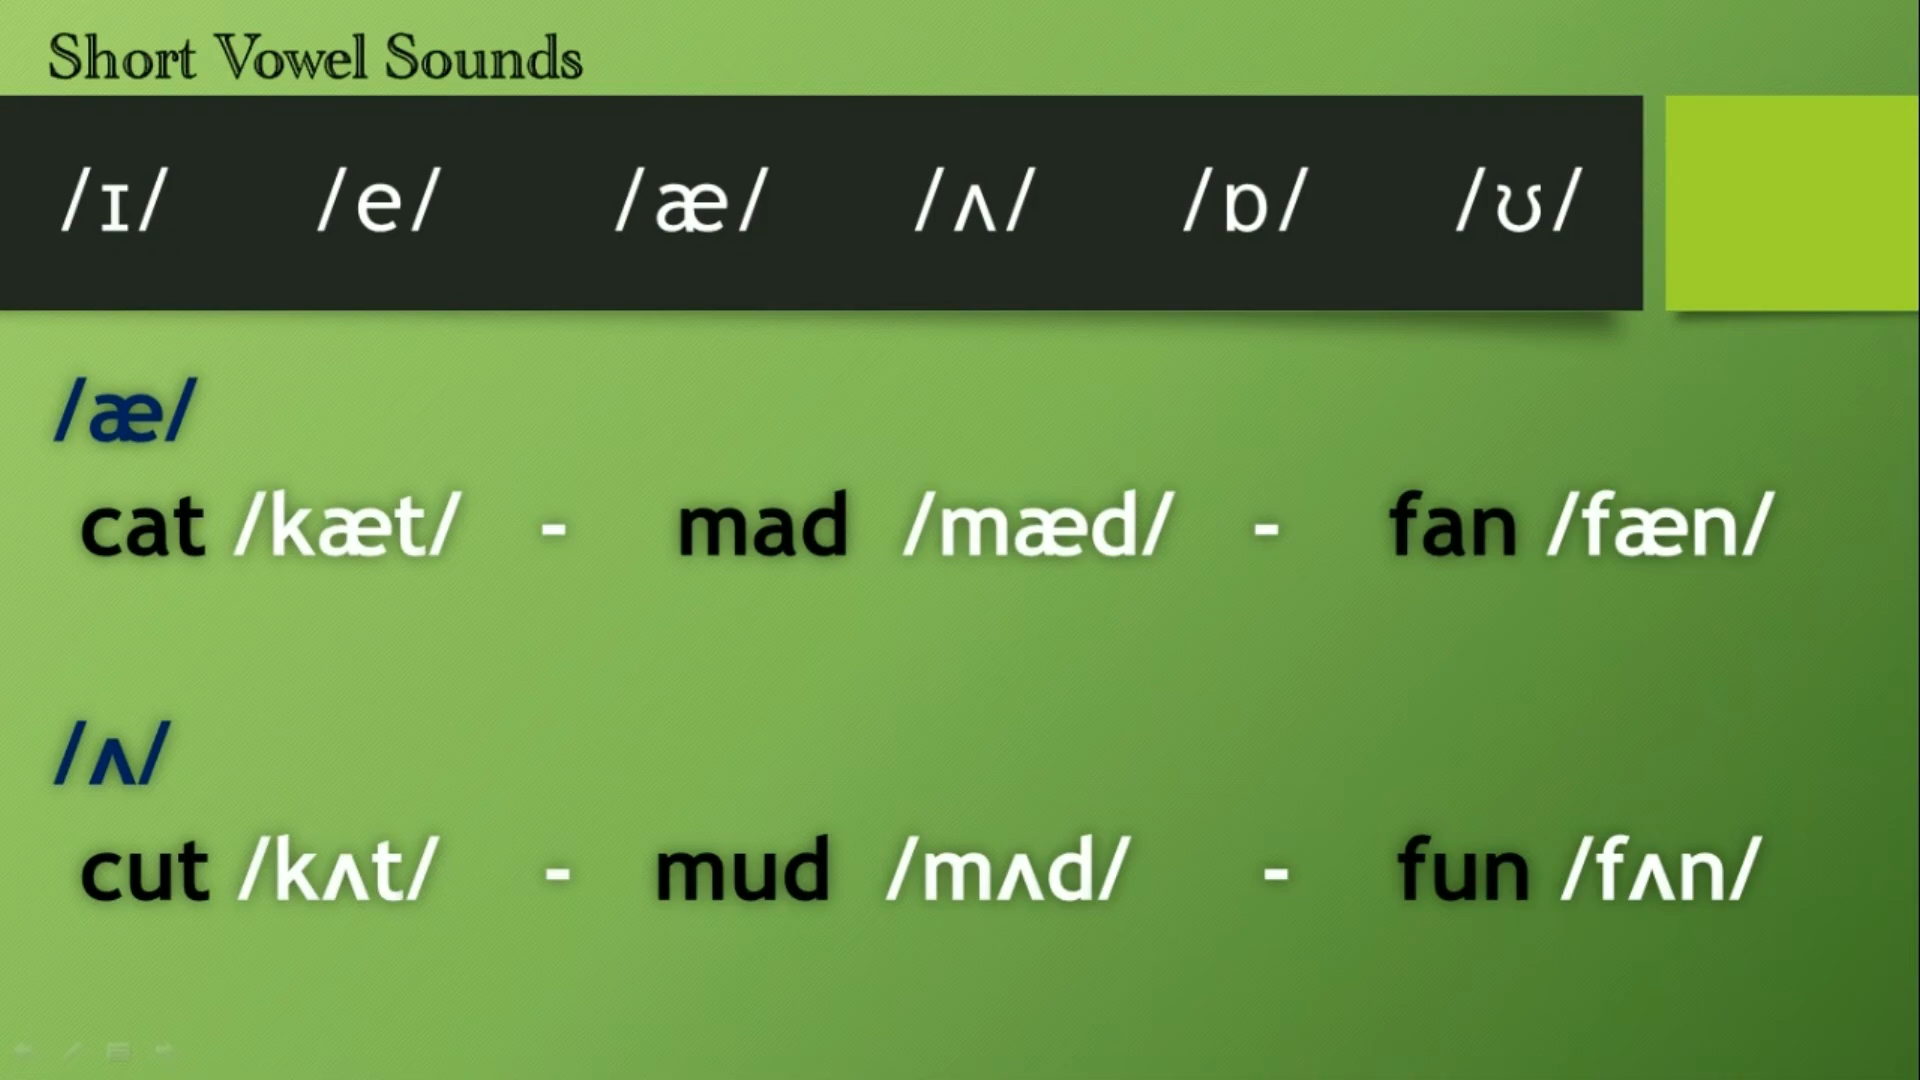 Short Vowel Sounds
/ɪ/ /e/ /æ/ /ʌ/ /ɒ/ /ʊ/
/æ/
cat /kæt/ - mad /mæd/ - fan /fæn/
/ʌ/
cut /kʌt/ - mud /mʌd/ - fun /fʌn/